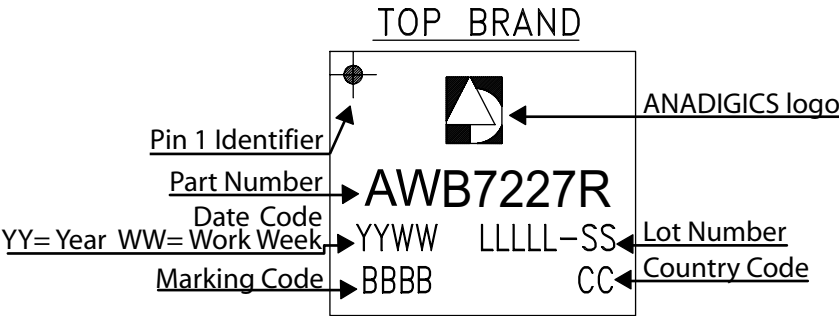 TOP BRAND
ANADIGICS logo
Pin 1 Identifier
Part Number
AWB7227R
Date Code
YY= Year WW= Work Week
YYWW LLLLL-SS
Lot Number
Marking Code
BBBB CC
Country Code